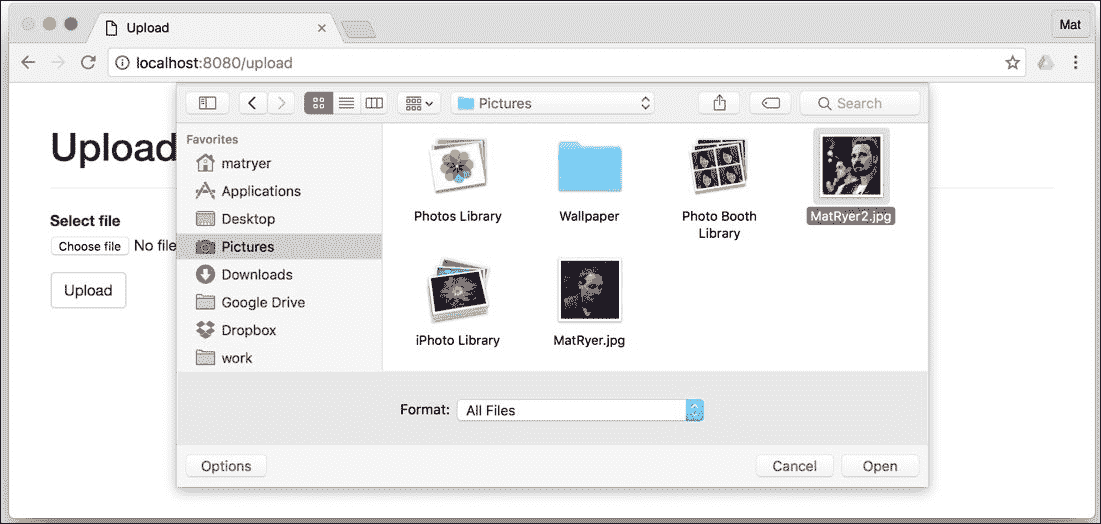 Upload
Mat
localhost:8080/upload
Pictures
Search
Upload
Select file
Choose file No file
Upload
Favorites
matryer
Applications
Desktop
Pictures
Downloads
Google Drive
Dropbox
work
Photos Library
Wallpaper
Photo Booth
Library
MatRyer2.jpg
iPhoto Library
MatRyer.jpg
Format: All Files
Options
Cancel
Open